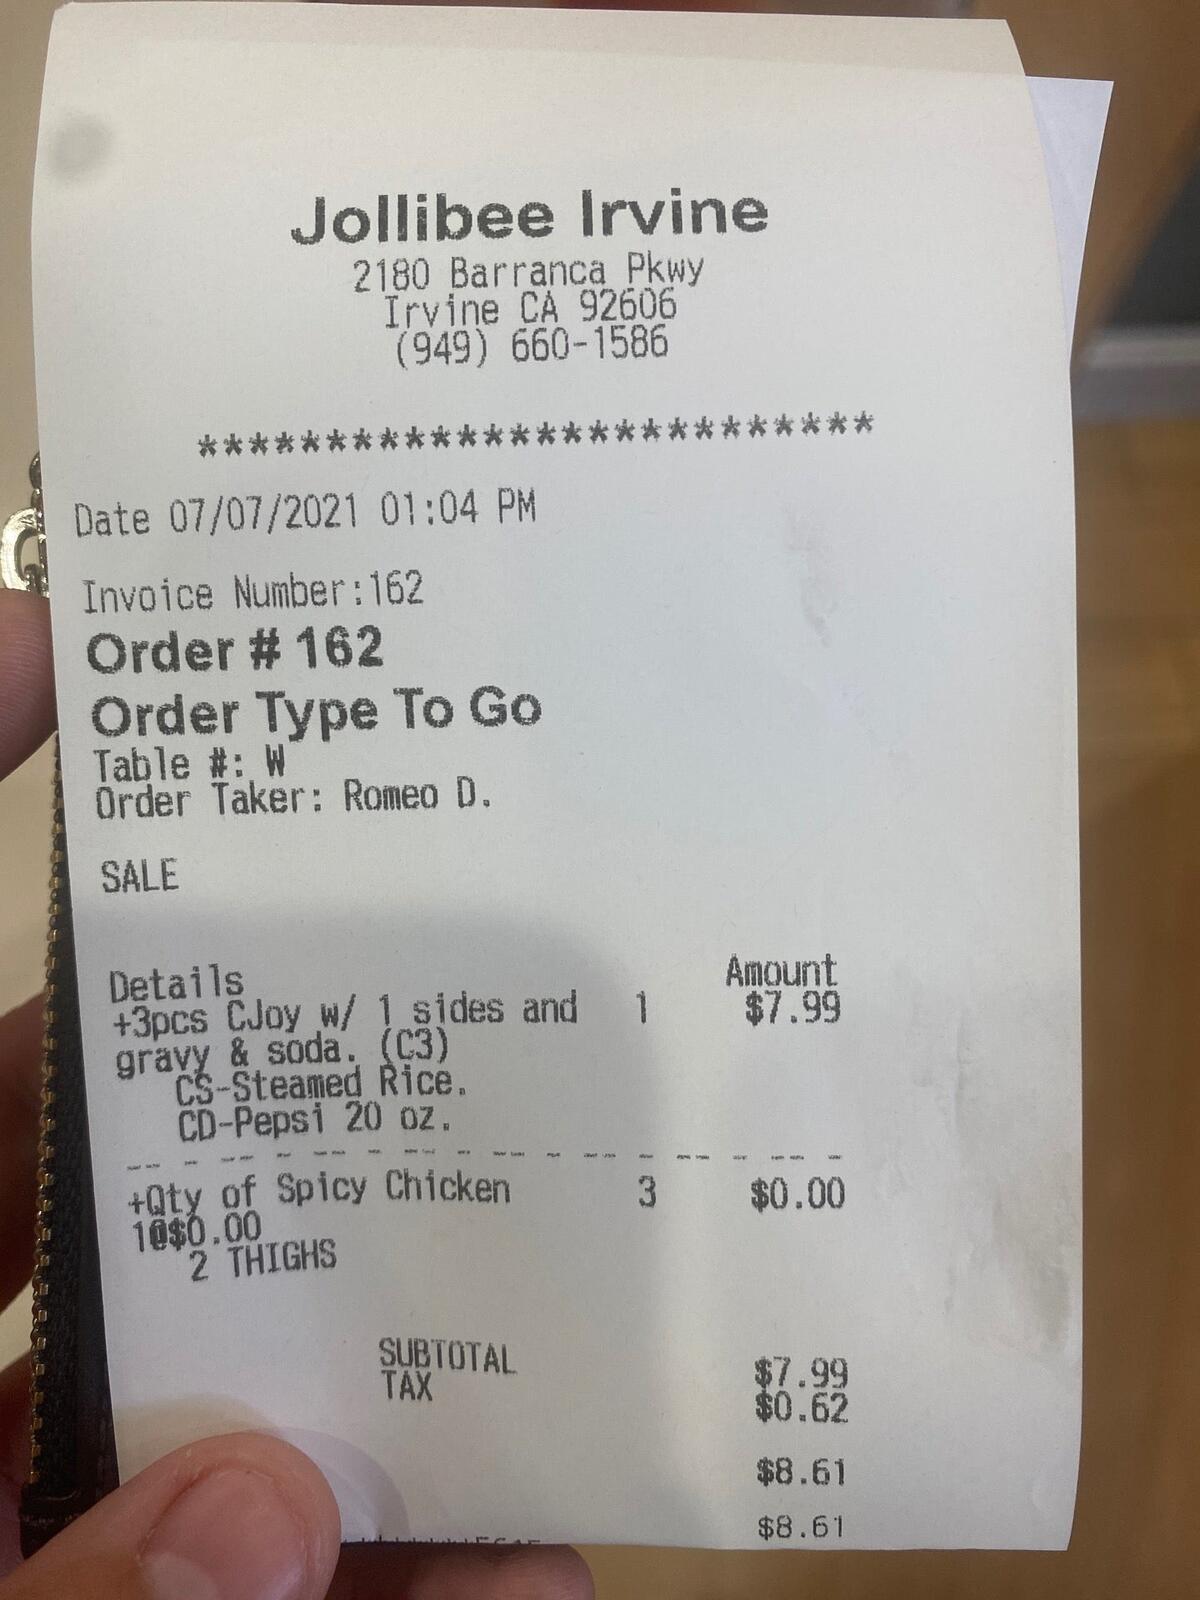 Jollibee Irvine
2180 Barranca Pkwy
Irvine CA 92606
(949) 660-1586
**************************
Date 07/07/2021 01:04 PM
Invoice Number:162
Order # 162
Order Type To Go
Table #: W
Order Taker: Romeo D.
SALE
Details Amount
+3pcs CJoy w/ 1 sides and 1 $7.99
gravy & soda. (C3)
CS-Steamed Rice.
CD-Pepsi 20 oz.
+Qty of Spicy Chicken 3 $0.00
1@$0.00
2 THIGHS
SUBTOTAL $7.99
TAX $0.62
$8.61
$8.61